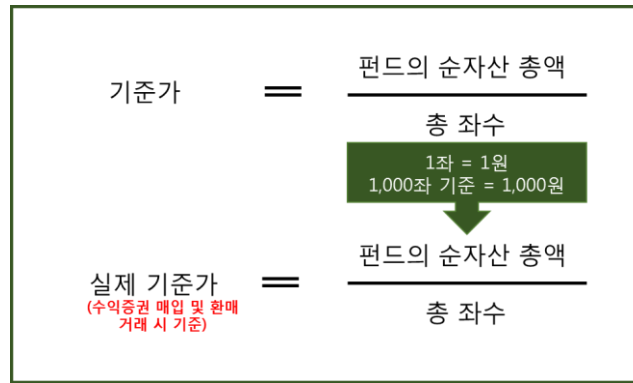 펀드의 순자산 총액
기준가 =
총 좌수
1좌 = 1원
1,000좌 기준 = 1,000원
펀드의 순자산 총액
실제 기준가 =
(수익증권 매입 및 환매
거래 시 기준)
총 좌수